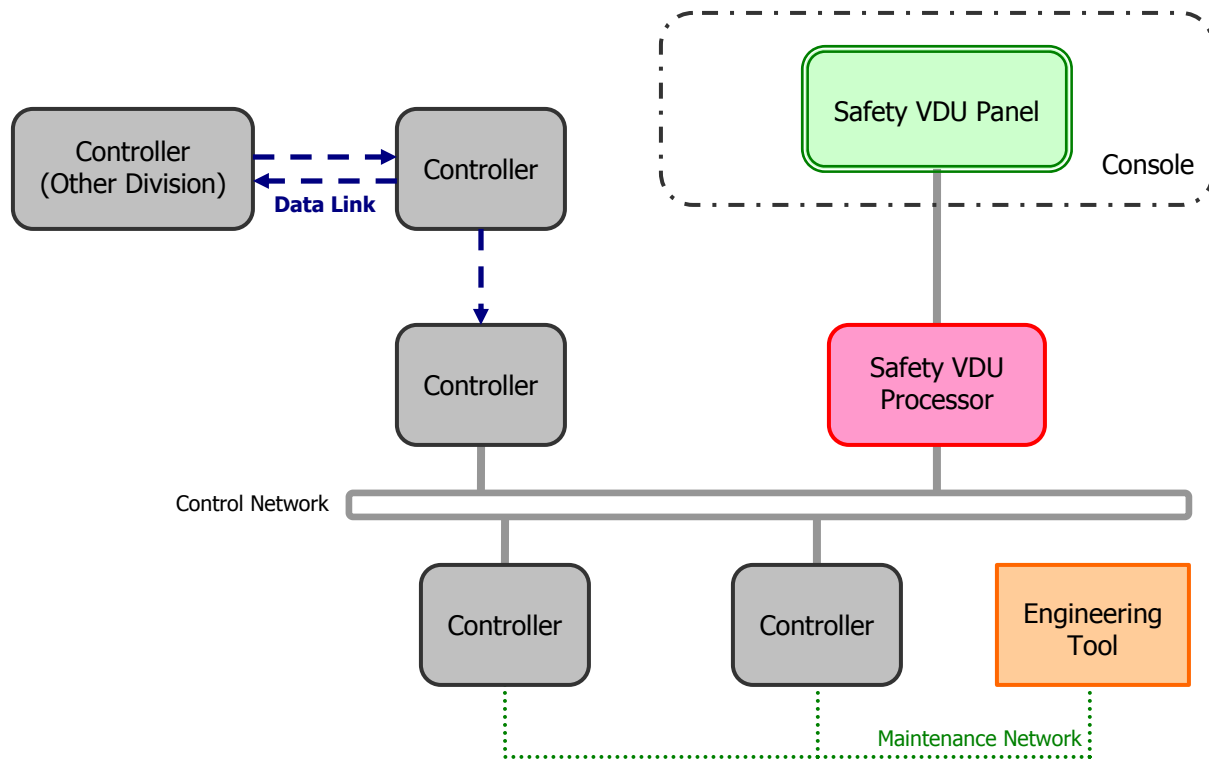 Safety VDU Panel
Console
Controller
(Other Division)
Controller
Data Link
Controller
Safety VDU
Processor
Control Network
Controller
Controller
Engineering
Tool
Maintenance Network